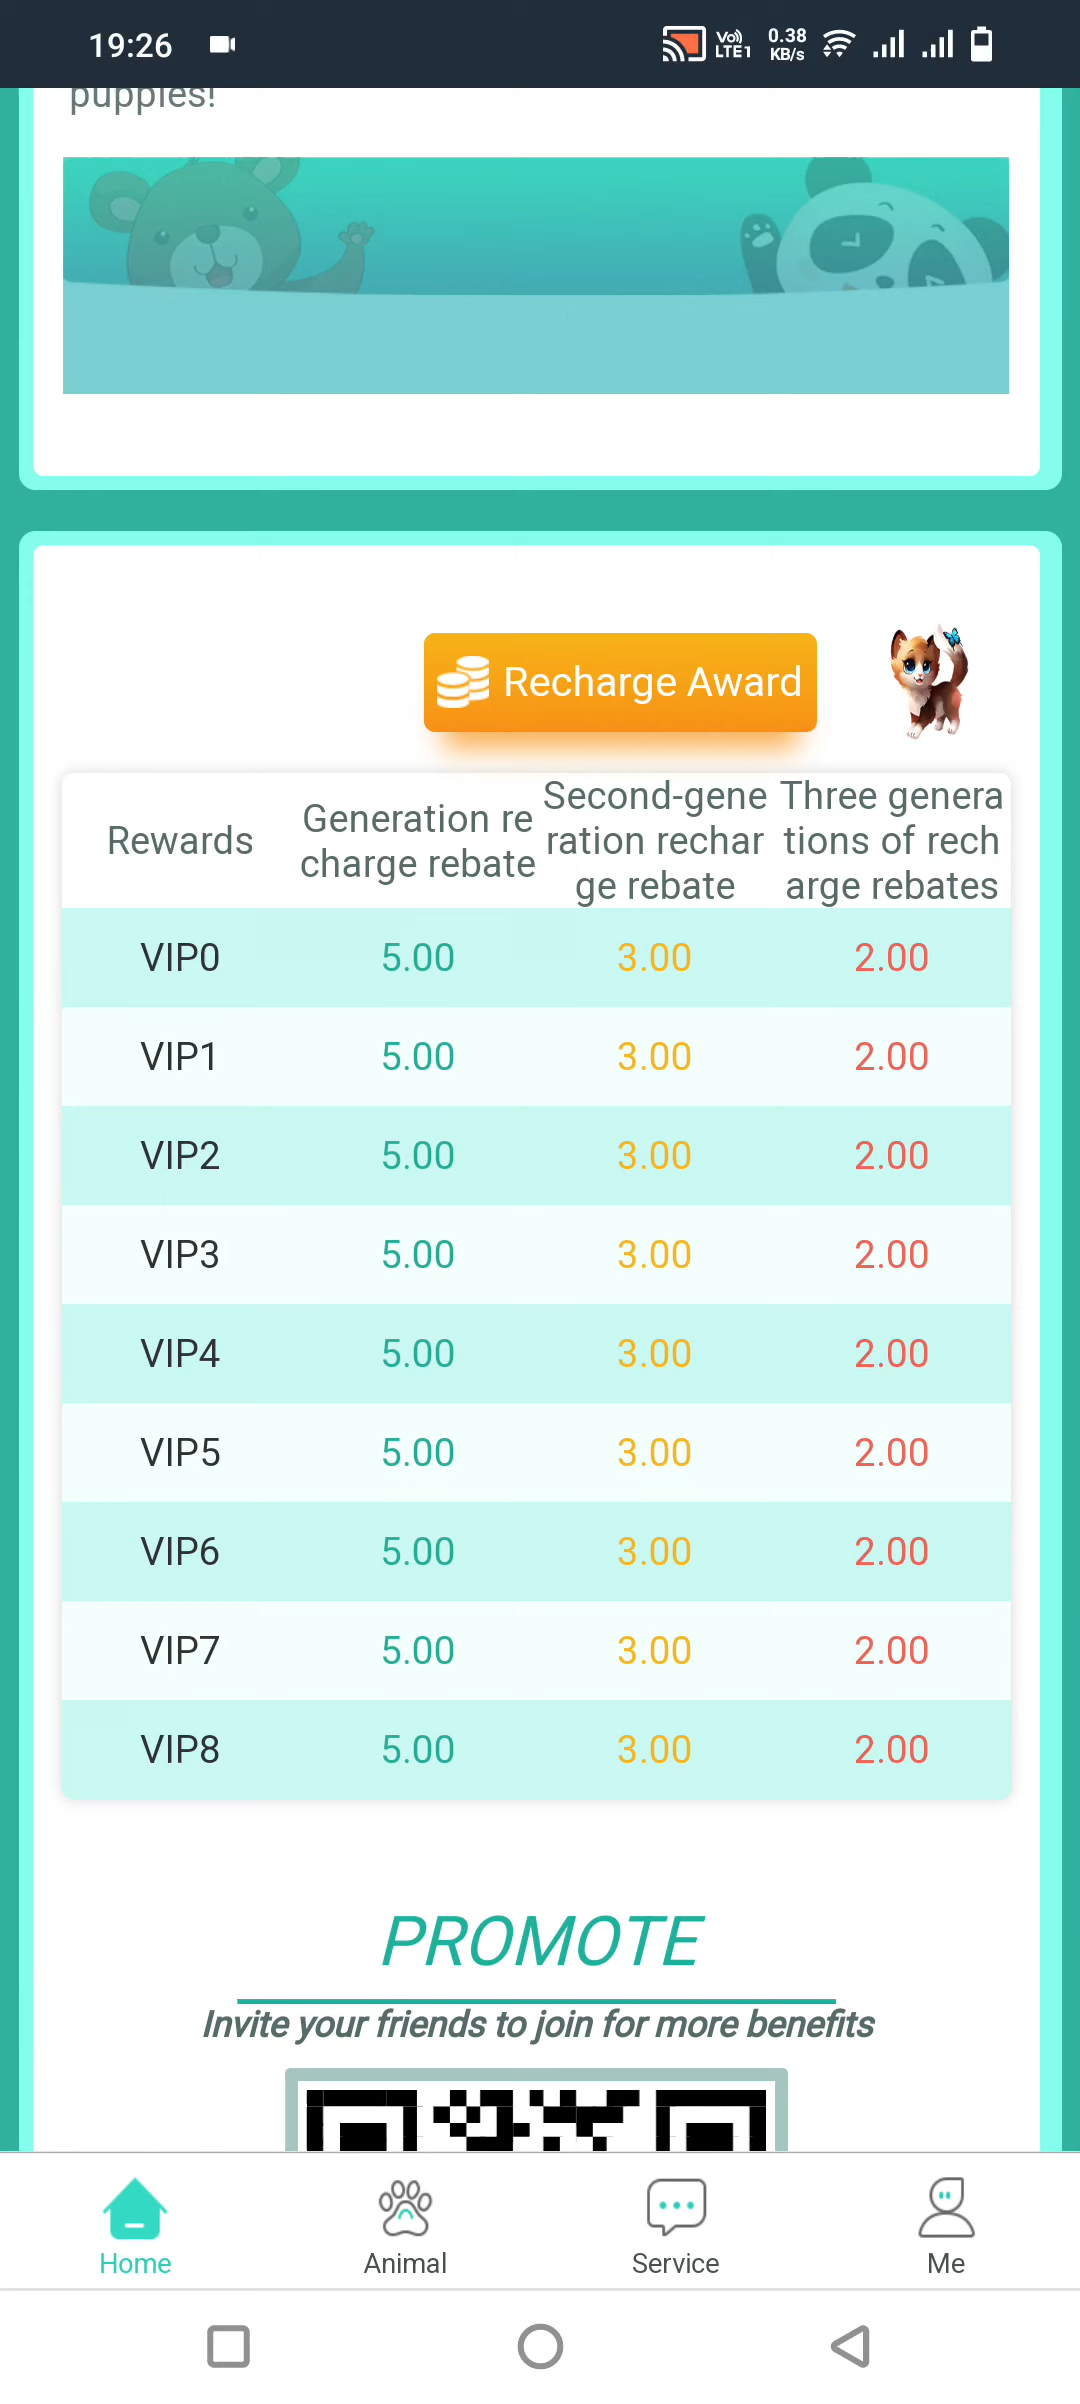 19:26
Vo))
LTE1
0.38
KB/s
puppies!
Recharge Award
Rewards
Generation re
charge rebate
Second-gene
ration rechar
ge rebate
Three genera
tions of rech
arge rebates
VIP0 5.00 3.00 2.00
VIP1 5.00 3.00 2.00
VIP2 5.00 3.00 2.00
VIP3 5.00 3.00 2.00
VIP4 5.00 3.00 2.00
VIP5 5.00 3.00 2.00
VIP6 5.00 3.00 2.00
VIP7 5.00 3.00 2.00
VIP8 5.00 3.00 2.00
PROMOTE
Invite your friends to join for more benefits
Home Animal Service Me